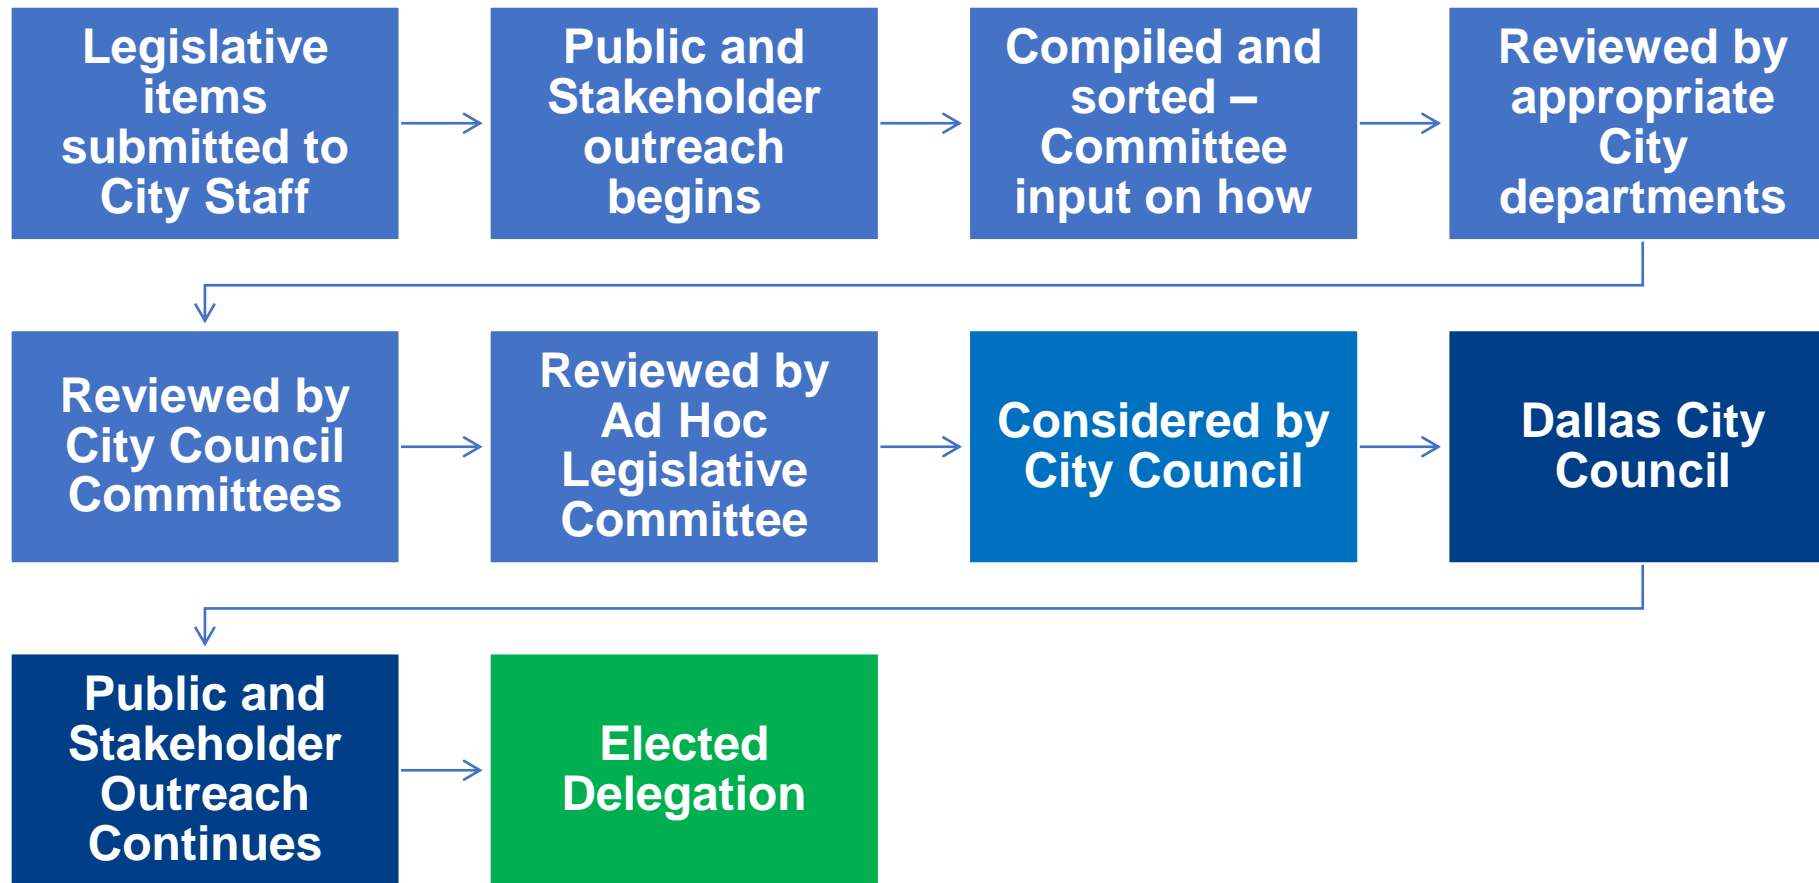 Legislative
items
submitted to
City Staff
Public and
Stakeholder
outreach
begins
Compiled and
sorted –
Committee
input on how
Reviewed by
appropriate
City
departments
Reviewed by
City Council
Committees
Reviewed by
Ad Hoc
Legislative
Committee
Considered by
City Council
Dallas City
Council
Public and
Stakeholder
Outreach
Continues
Elected
Delegation